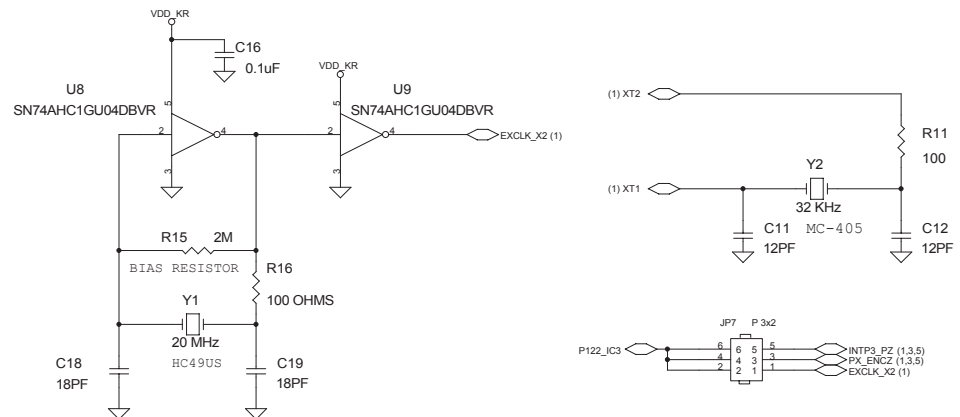 VDD_KR
C16
0.1uF
U8
SN74AHC1GU04DBVR
5
2
4
3
VDD_KR
U9
SN74AHC1GU04DBVR
5
2
4
3
EXCLK_X2 (1)
R15
2M
BIAS RESISTOR
R16
100 OHMS
Y1
20 MHz
HC49US
C18
18PF
C19
18PF
(1) XT2
R11
100
(1) XT1
Y2
32 KHz
MC-405
C11
12PF
C12
12PF
JP7 P 3x2
P122_IC3
6 6 5 5 INTP3_PZ (1,3,5)
4 4 3 3 PX_ENCZ (1,3,5)
2 2 1 1 EXCLK_X2 (1)